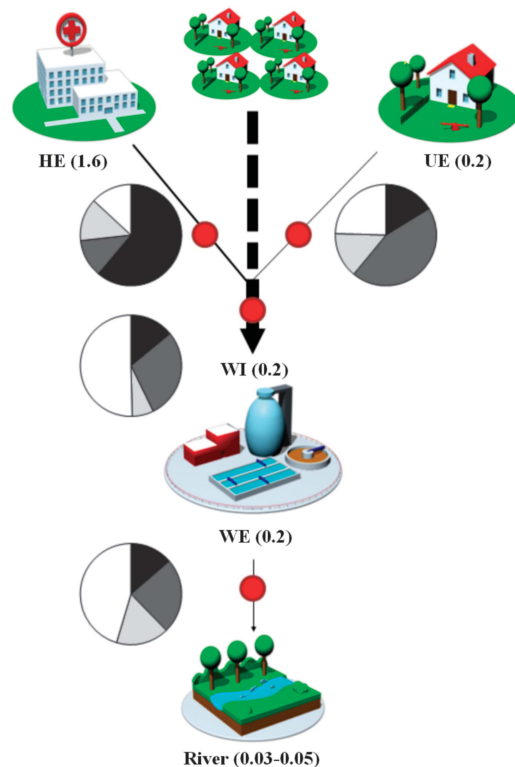 HE (1.6)
UE (0.2)
WI (0.2)
WE (0.2)
River (0.03-0.05)